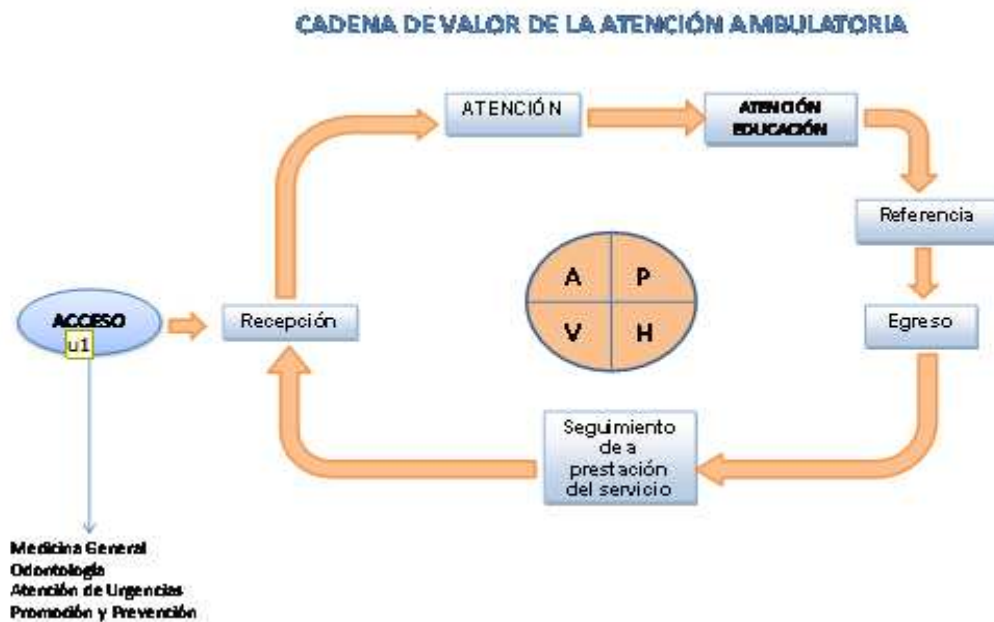 CADENA DE VALOR DE LA ATENCIÓN AMBULATORIA
ATENCIÓN
ATENCIÓN
EDUCACIÓN
Referencia
A
P
ACCESO
u1
Recepción
V
H
Egreso
Seguimiento
de a
prestación
del servicio
Medicina General
Odontología
Atención de Urgencias
Promoción y Prevención